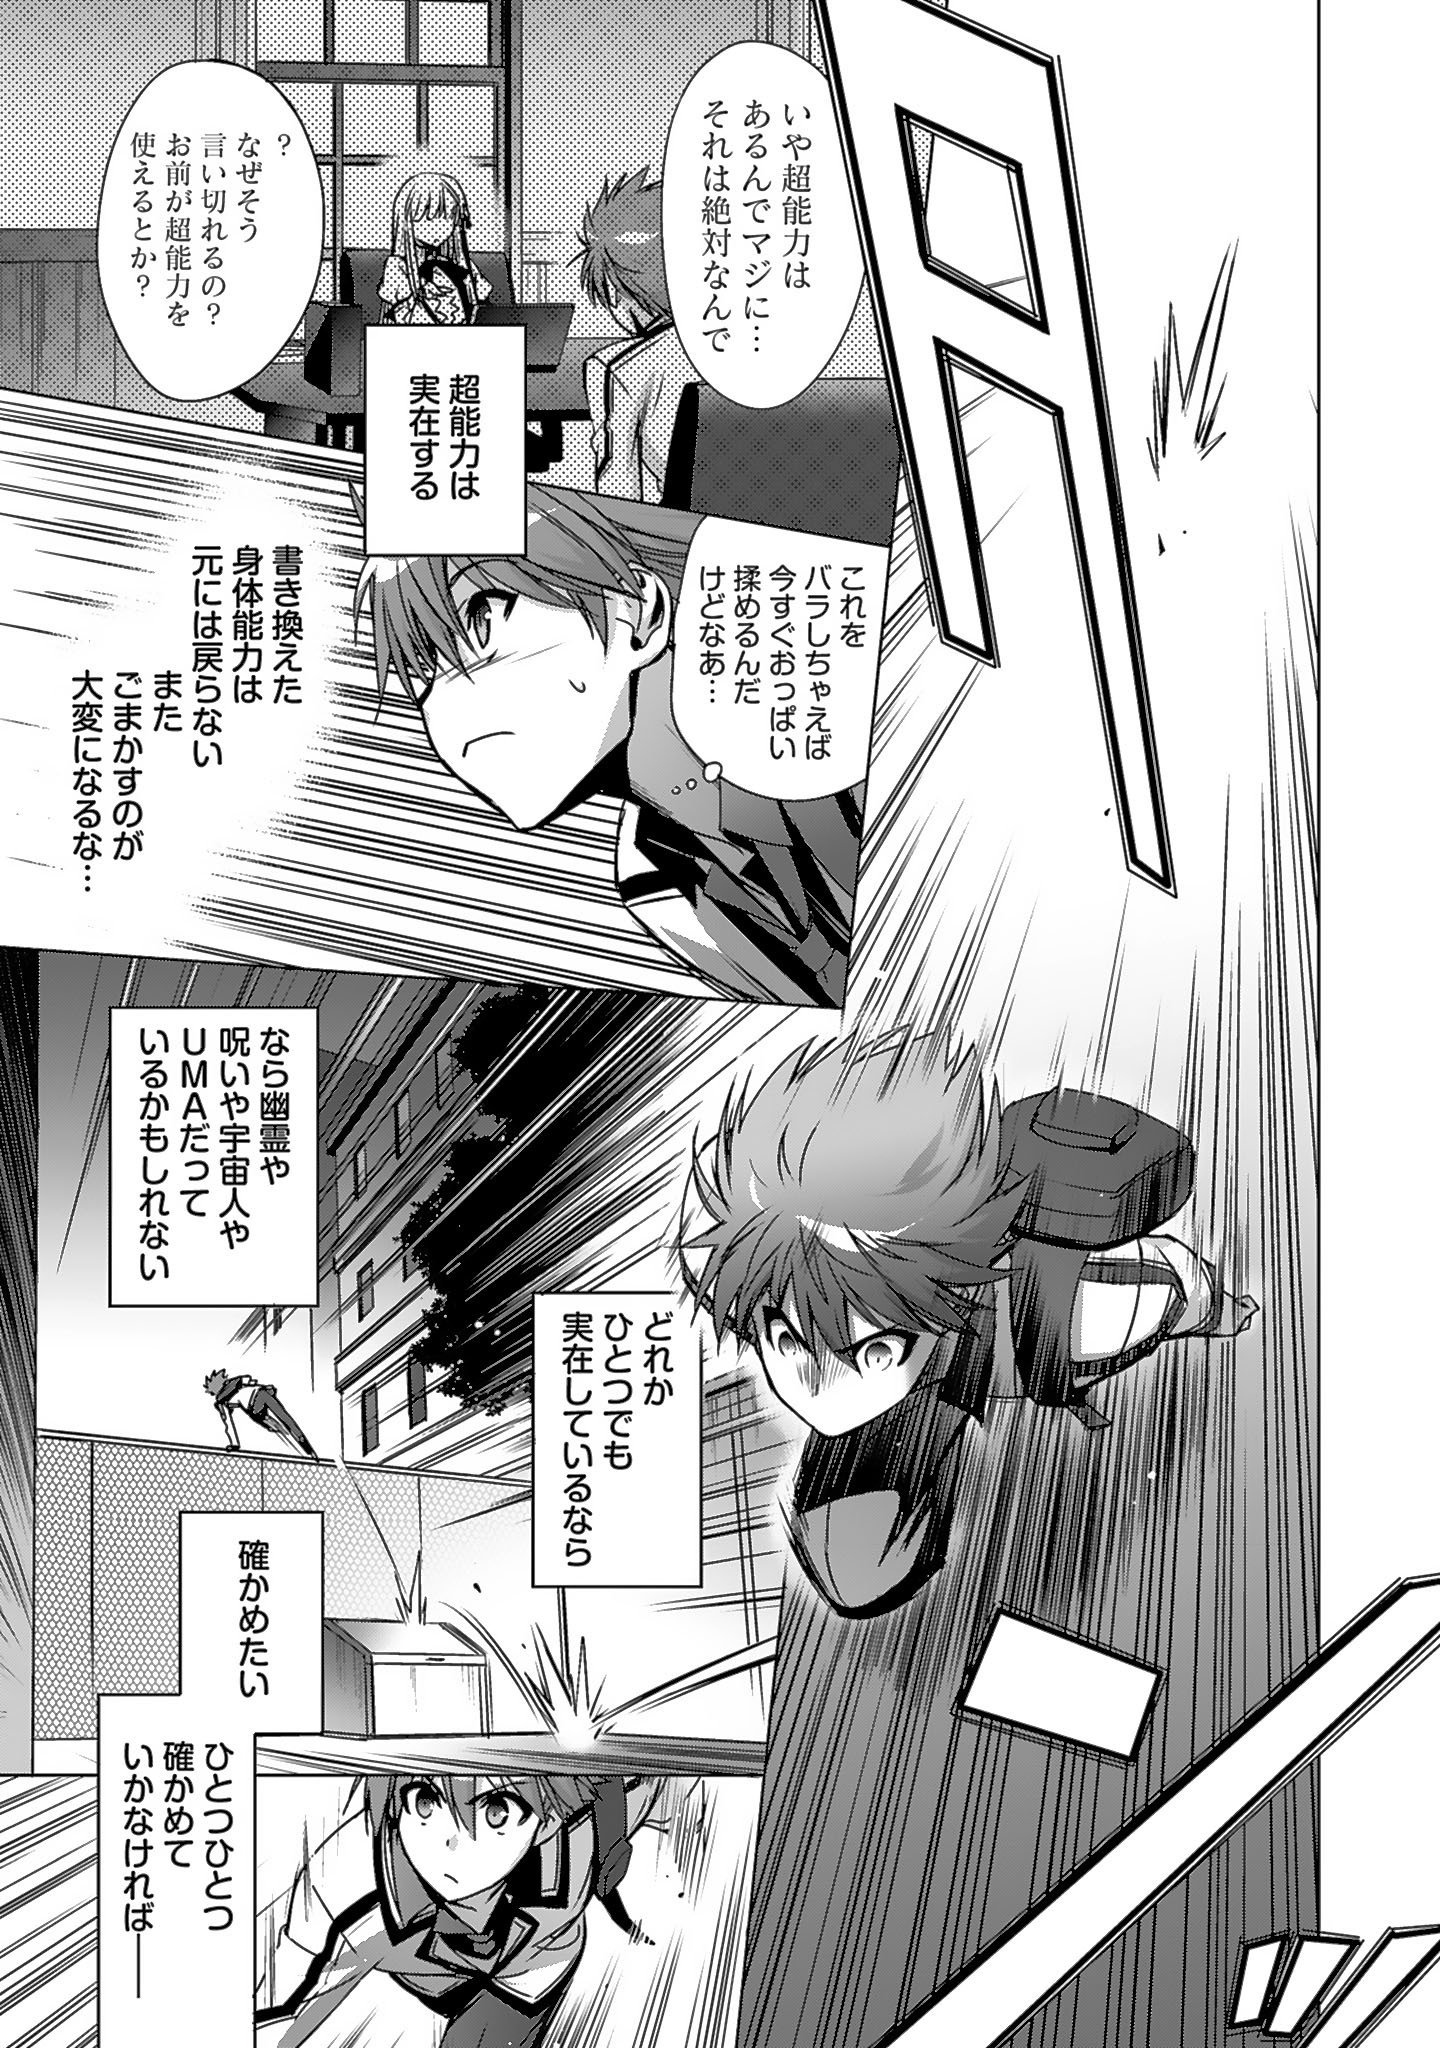 いや超能力は
あるんでマジに…
それは絶対なんで
？
なぜそう
言い切れるの？
お前が超能力を
使えるとか？
超能力は
実在する
これを
バラしちゃえば
今すぐおっぱい
揉めるんだ
けどなあ…
書き換えた
身体能力は
元には戻らない
また
ごまかすのが
大変になるな…
なら幽霊や
呪いや宇宙人や
UMAだって
いるかもしれない
どれか
ひとつでも
実在しているなら
確かめたい
ひとつひとつ
確かめて
いかなければ――